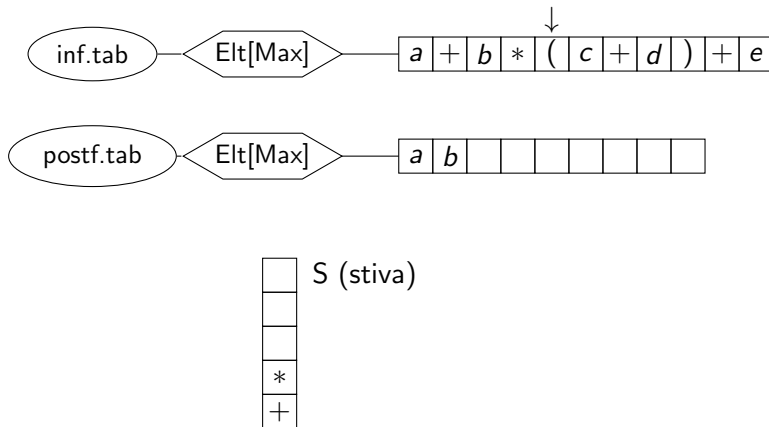 ↓
inf.tab Elt[Max] a + b * ( c + d ) + e
postf.tab Elt[Max] a b
S (stiva)
*
+